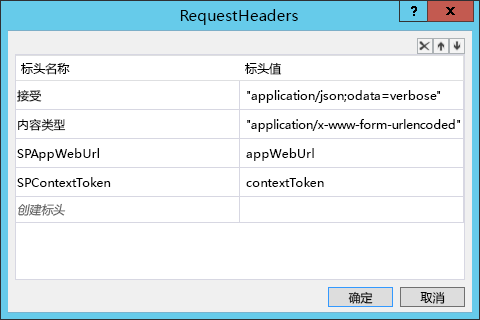 RequestHeaders
标头名称 标头值
接受 "application/json;odata=verbose"
内容类型 "application/x-www-form-urlencoded"
SPAppWebUrl appWebUrl
SPContextToken contextToken
创建标头
确定 取消